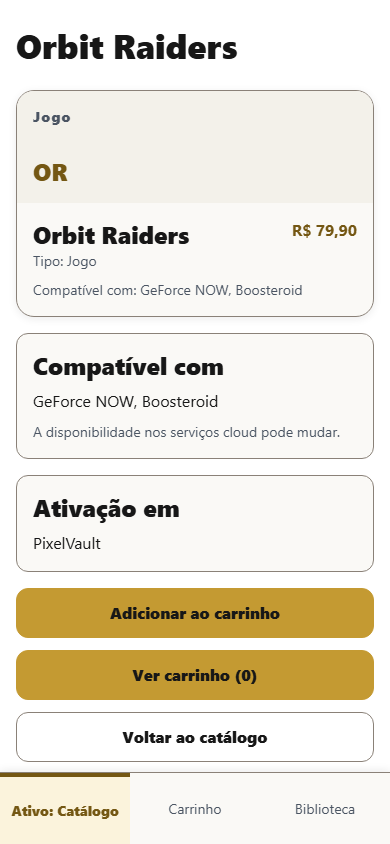 Orbit Raiders
Jogo
OR
Orbit Raiders
R$ 79,90
Tipo: Jogo
Compatível com: GeForce NOW, Boosteroid
Compatível com
GeForce NOW, Boosteroid
A disponibilidade nos serviços cloud pode mudar.
Ativação em
PixelVault
Adicionar ao carrinho
Ver carrinho (0)
Voltar ao catálogo
Ativo: Catálogo
Carrinho
Biblioteca